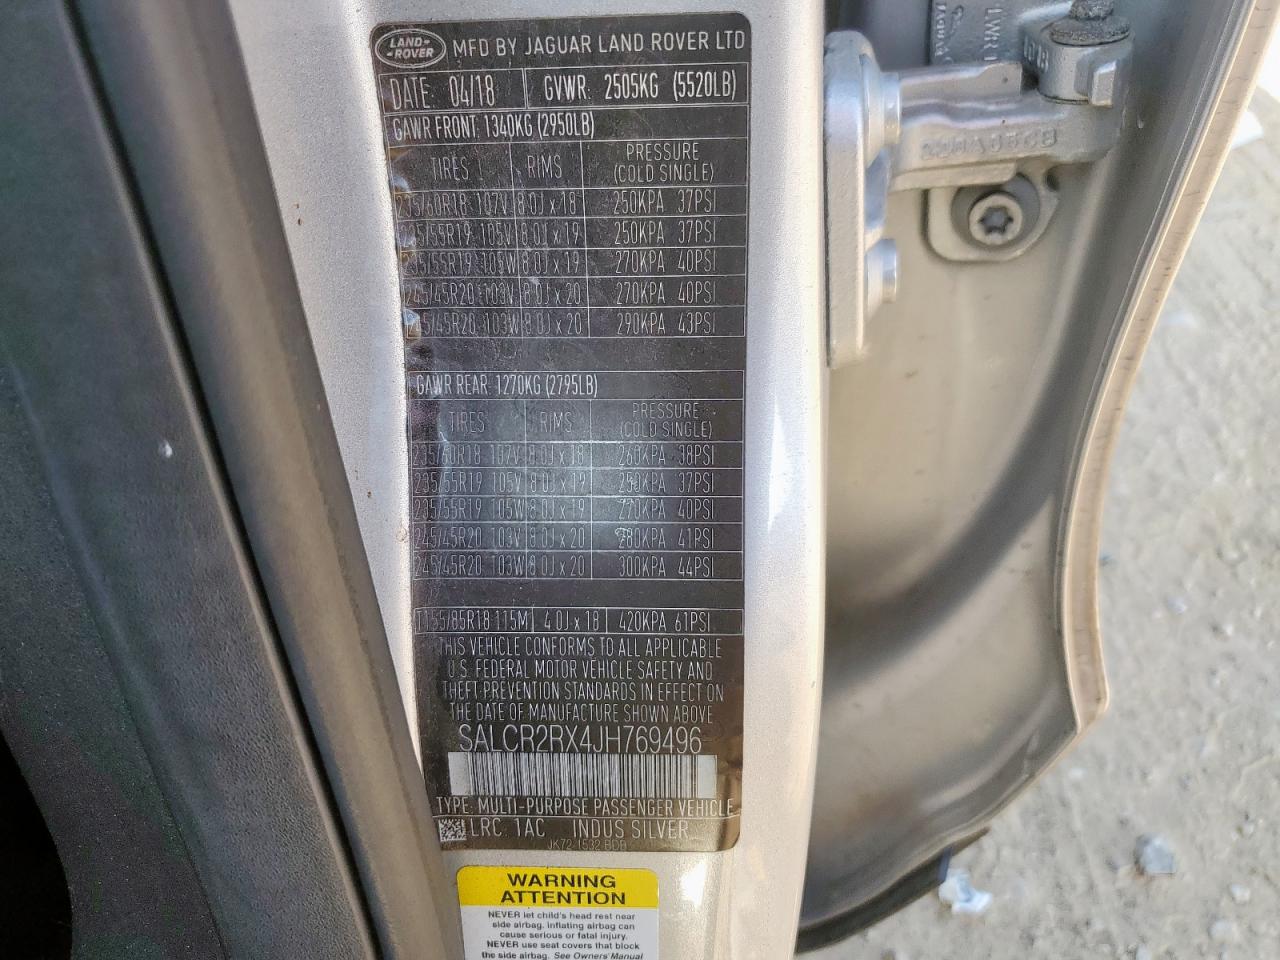 LAND ROVER MFD BY JAGUAR LAND ROVER LTD
DATE: 04/18 GVWR: 2505KG (5520LB)
GAWR FRONT: 1340KG (2950LB)
TIRES RIMS PRESSURE (COLD SINGLE)
235/60R18 107V 8.0J x 18 250KPA 37PSI
235/55R19 105V 8.0J x 19 250KPA 37PSI
235/55R19 105W 8.0J x 19 270KPA 40PSI
245/45R20 103V 8.0J x 20 270KPA 40PSI
245/45R20 103W 8.0J x 20 290KPA 43PSI
GAWR REAR: 1270KG (2795LB)
TIRES RIMS PRESSURE (COLD SINGLE)
235/60R18 107V 8.0J x 18 260KPA 38PSI
235/55R19 105V 8.0J x 19 250KPA 37PSI
235/55R19 105W 8.0J x 19 270KPA 40PSI
245/45R20 103V 8.0J x 20 280KPA 41PSI
245/45R20 103W 8.0J x 20 300KPA 44PSI
T155/85R18 115M 4.0J x 18 420KPA 61PSI
THIS VEHICLE CONFORMS TO ALL APPLICABLE
U.S. FEDERAL MOTOR VEHICLE SAFETY AND
THEFT PREVENTION STANDARDS IN EFFECT ON
THE DATE OF MANUFACTURE SHOWN ABOVE
SALCR2RX4JH769496
TYPE: MULTI-PURPOSE PASSENGER VEHICLE
LRC: 1AC INDUS SILVER
JK72-1532 BDB
WARNING
ATTENTION
NEVER let child's head rest near
side airbag. inflating airbag can
cause serious or fatal injury.
NEVER use seat covers that block
the side airbag. See Owners' Manual